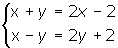 x + y = 2x − 2
x − y = 2y + 2